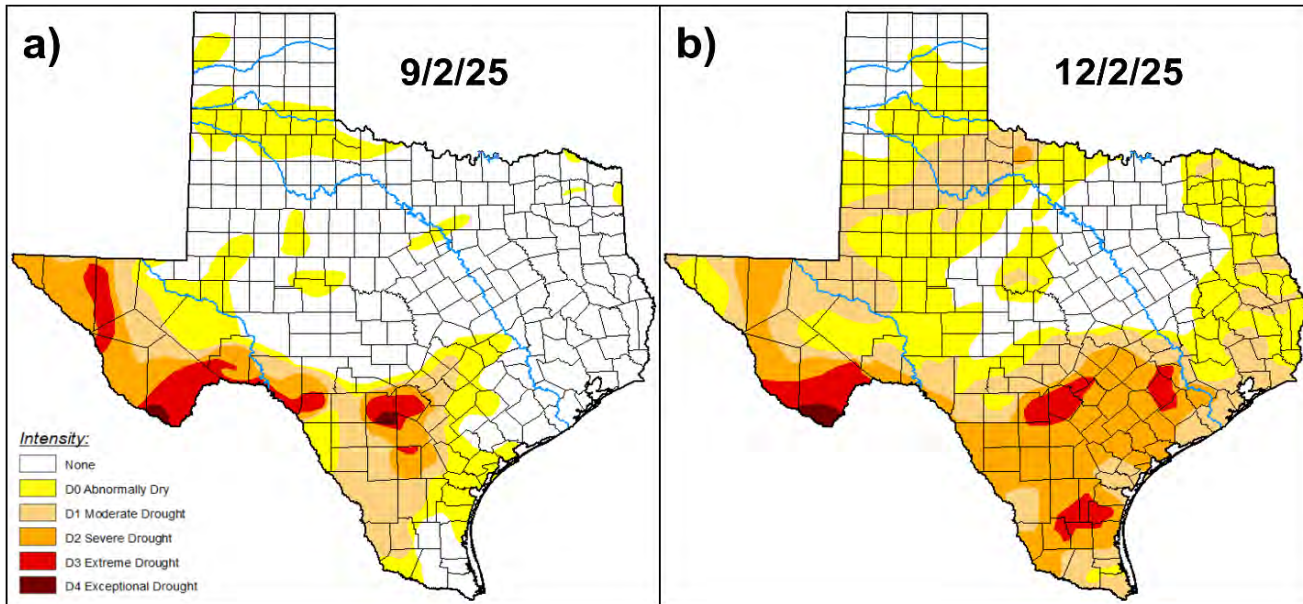 a)
9/2/25
Intensity:
None
D0 Abnormally Dry
D1 Moderate Drought
D2 Severe Drought
D3 Extreme Drought
D4 Exceptional Drought
b)
12/2/25